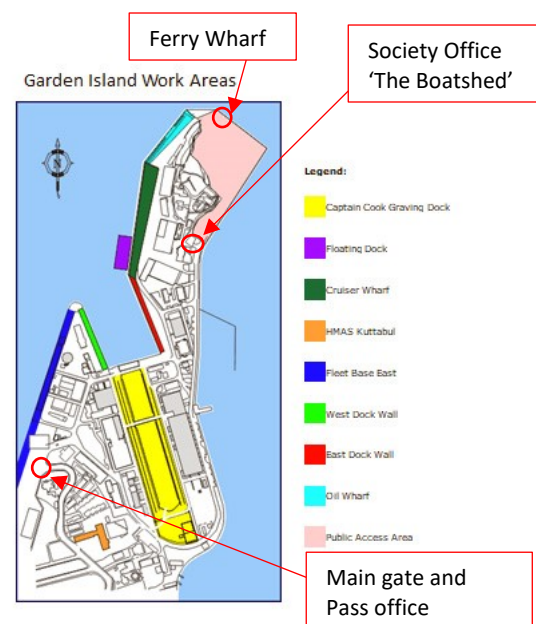 Ferry Wharf
Society Office
‘The Boatshed’
Garden Island Work Areas
N
Legend:
Captain Cook Graving Dock
Floating Dock
Cruiser Wharf
HMAS Kuttabul
Fleet Base East
West Dock Wall
East Dock Wall
Oil Wharf
Public Access Area
Main gate and
Pass office